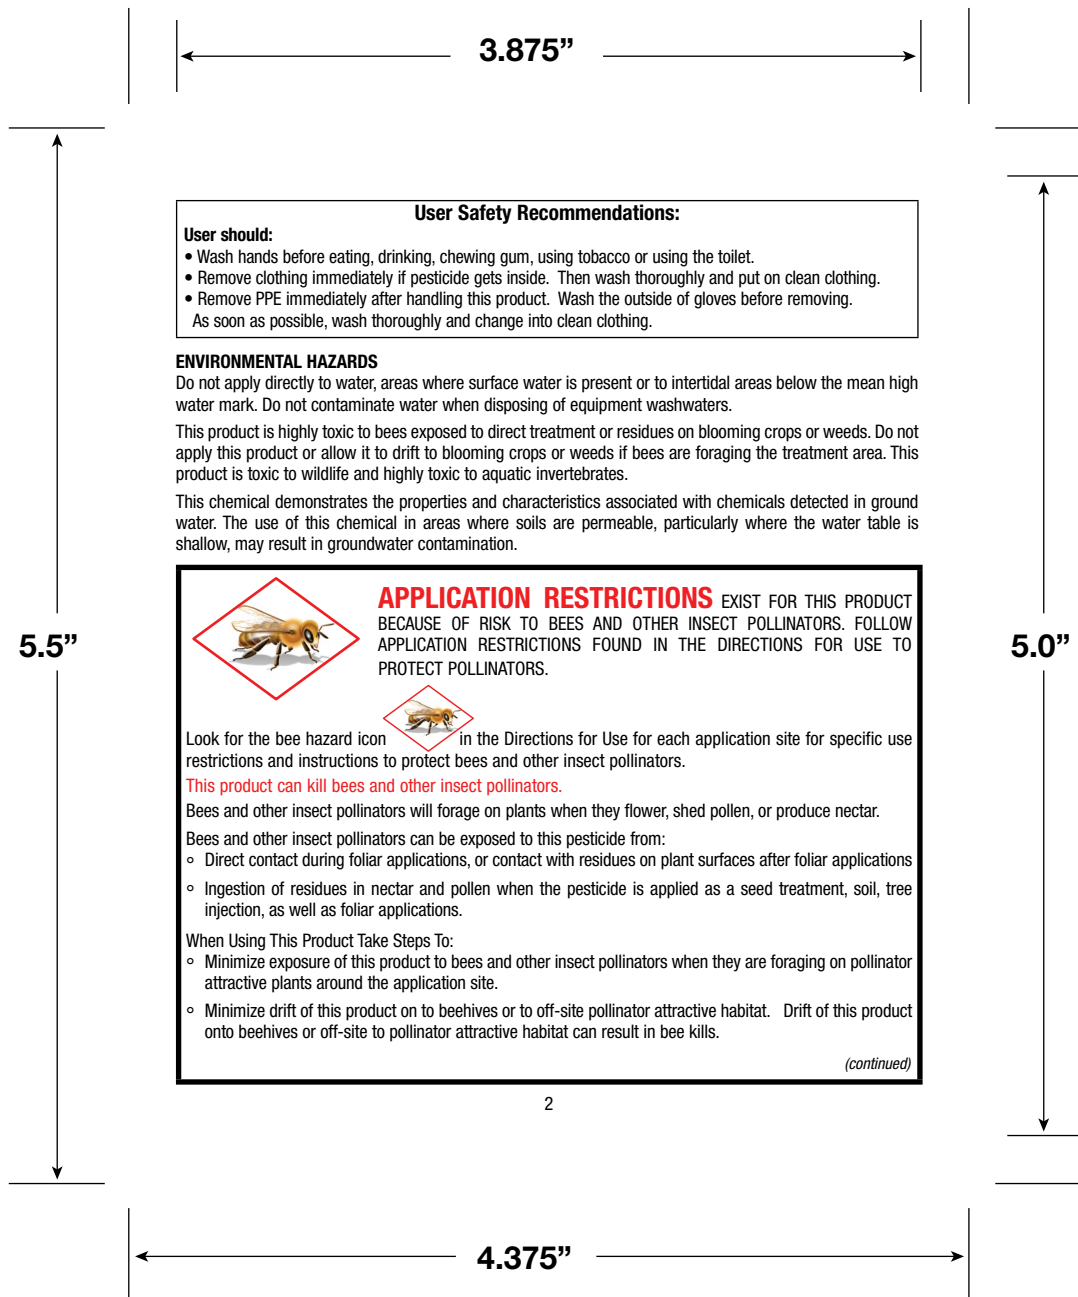 3.875”
User Safety Recommendations:
User should:
• Wash hands before eating, drinking, chewing gum, using tobacco or using the toilet.
• Remove clothing immediately if pesticide gets inside.  Then wash thoroughly and put on clean clothing.
• Remove PPE immediately after handling this product.  Wash the outside of gloves before removing.
As soon as possible, wash thoroughly and change into clean clothing.
ENVIRONMENTAL HAZARDS
Do not apply directly to water, areas where surface water is present or to intertidal areas below the mean high
water mark. Do not contaminate water when disposing of equipment washwaters.
This product is highly toxic to bees exposed to direct treatment or residues on blooming crops or weeds. Do not
apply this product or allow it to drift to blooming crops or weeds if bees are foraging the treatment area. This
product is toxic to wildlife and highly toxic to aquatic invertebrates.
This chemical demonstrates the properties and characteristics associated with chemicals detected in ground
water. The use of this chemical in areas where soils are permeable, particularly where the water table is
shallow, may result in groundwater contamination.
APPLICATION RESTRICTIONS EXIST FOR THIS PRODUCT
BECAUSE OF RISK TO BEES AND OTHER INSECT POLLINATORS. FOLLOW
APPLICATION RESTRICTIONS FOUND IN THE DIRECTIONS FOR USE TO
PROTECT POLLINATORS.
5.5”
5.0”
Look for the bee hazard icon in the Directions for Use for each application site for specific use
restrictions and instructions to protect bees and other insect pollinators.
This product can kill bees and other insect pollinators.
Bees and other insect pollinators will forage on plants when they flower, shed pollen, or produce nectar.
Bees and other insect pollinators can be exposed to this pesticide from:
° Direct contact during foliar applications, or contact with residues on plant surfaces after foliar applications
° Ingestion of residues in nectar and pollen when the pesticide is applied as a seed treatment, soil, tree
injection, as well as foliar applications.
When Using This Product Take Steps To:
° Minimize exposure of this product to bees and other insect pollinators when they are foraging on pollinator
attractive plants around the application site.
° Minimize drift of this product on to beehives or to off-site pollinator attractive habitat.   Drift of this product
onto beehives or off-site to pollinator attractive habitat can result in bee kills.
(continued)
2
4.375”